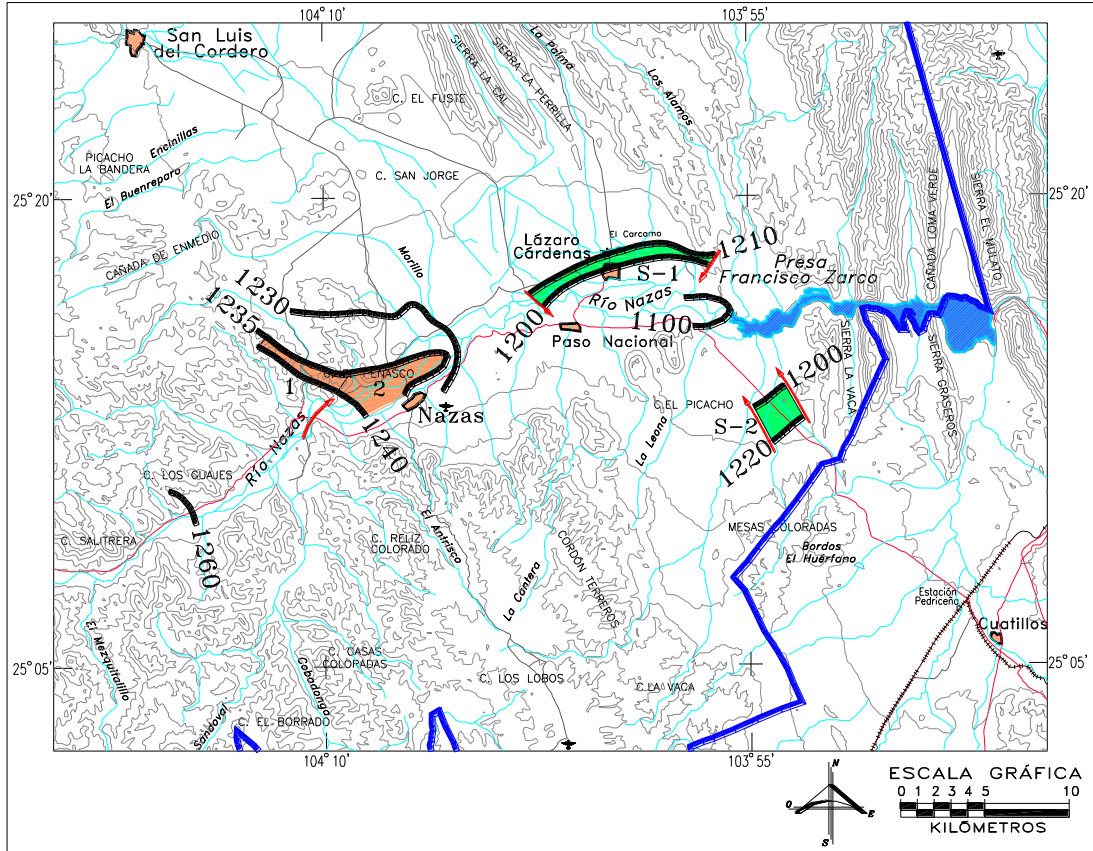 104°10'
103°55'
San Luis
del Cordero
La Palma
SIERRA LA CAL
SIERRA LA PERRILLA
Los Alamos
C. EL FUSTE
Encinillas
PICACHO
LA BANDERA
El Buenreparo
C. SAN JORGE
CAÑADA LOMA VERDE
SIERRA EL MULATO
25°20'
25°20'
CAÑADA DE ENMEDIO
Morillo
Lázaro
Cárdenas
El Carcamo
1210
S-1
Presa
Francisco Zarco
1230
1235
Río Nazas
1200
1100
Paso Nacional
PEÑASCO
1
2
Nazas
SIERRA LA VACA
SIERRA GRASEROS
1200
C.EL PICACHO
S-2
1220
Río Nazas
1240
La Leona
C. LOS GUAJES
1260
C. SALITRERA
C. RELIZ
COLORADO
El Antrisco
CORDÓN TERREROS
MESAS COLORADAS
Bordos
El Huérfano
La Cantera
Estación
Pedriceña
Cuatillos
El Mezquitalillo
25°05'
25°05'
C. CASAS
COLORADAS
Cabadonga
C. LOS LOBOS
C.LA VACA
Sandoval
C. EL BORRADO
104°10'
103°55'
N
O
E
S
ESCALA GRÁFICA
0 1 2 3 4 5 10
KILÓMETROS